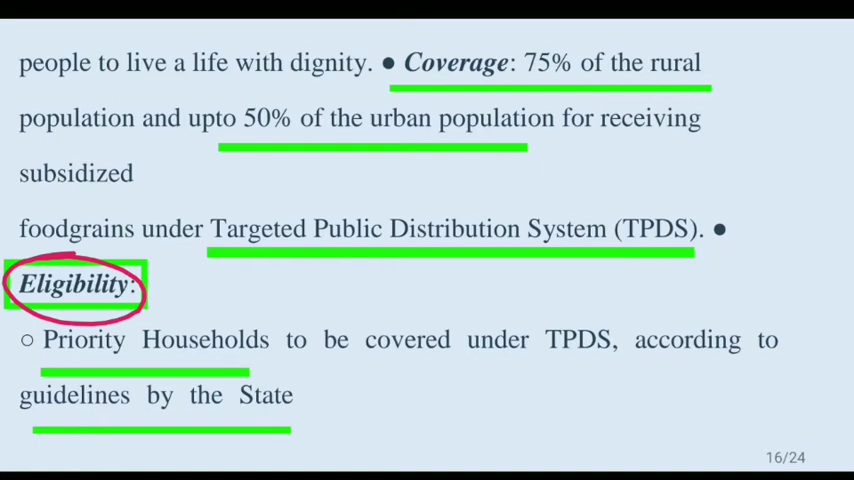 people to live a life with dignity. ● Coverage: 75% of the rural
population and upto 50% of the urban population for receiving
subsidized
foodgrains under Targeted Public Distribution System (TPDS). ●
Eligibility:
○ Priority Households to be covered under TPDS, according to
guidelines by the State
16/24